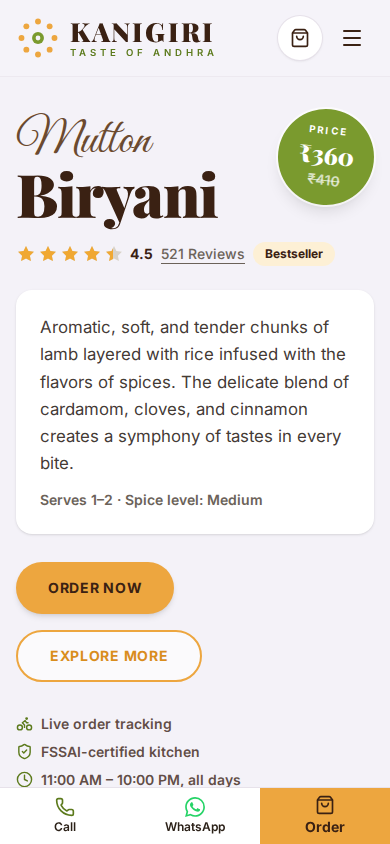 KANIGIRI
TASTE OF ANDHRA
Mutton
Biryani
PRICE
₹360
₹410
4.5 521 Reviews Bestseller
Aromatic, soft, and tender chunks of
lamb layered with rice infused with the
flavors of spices. The delicate blend of
cardamom, cloves, and cinnamon
creates a symphony of tastes in every
bite.
Serves 1–2 · Spice level: Medium
ORDER NOW
EXPLORE MORE
Live order tracking
FSSAI-certified kitchen
11:00 AM – 10:00 PM, all days
Call WhatsApp Order